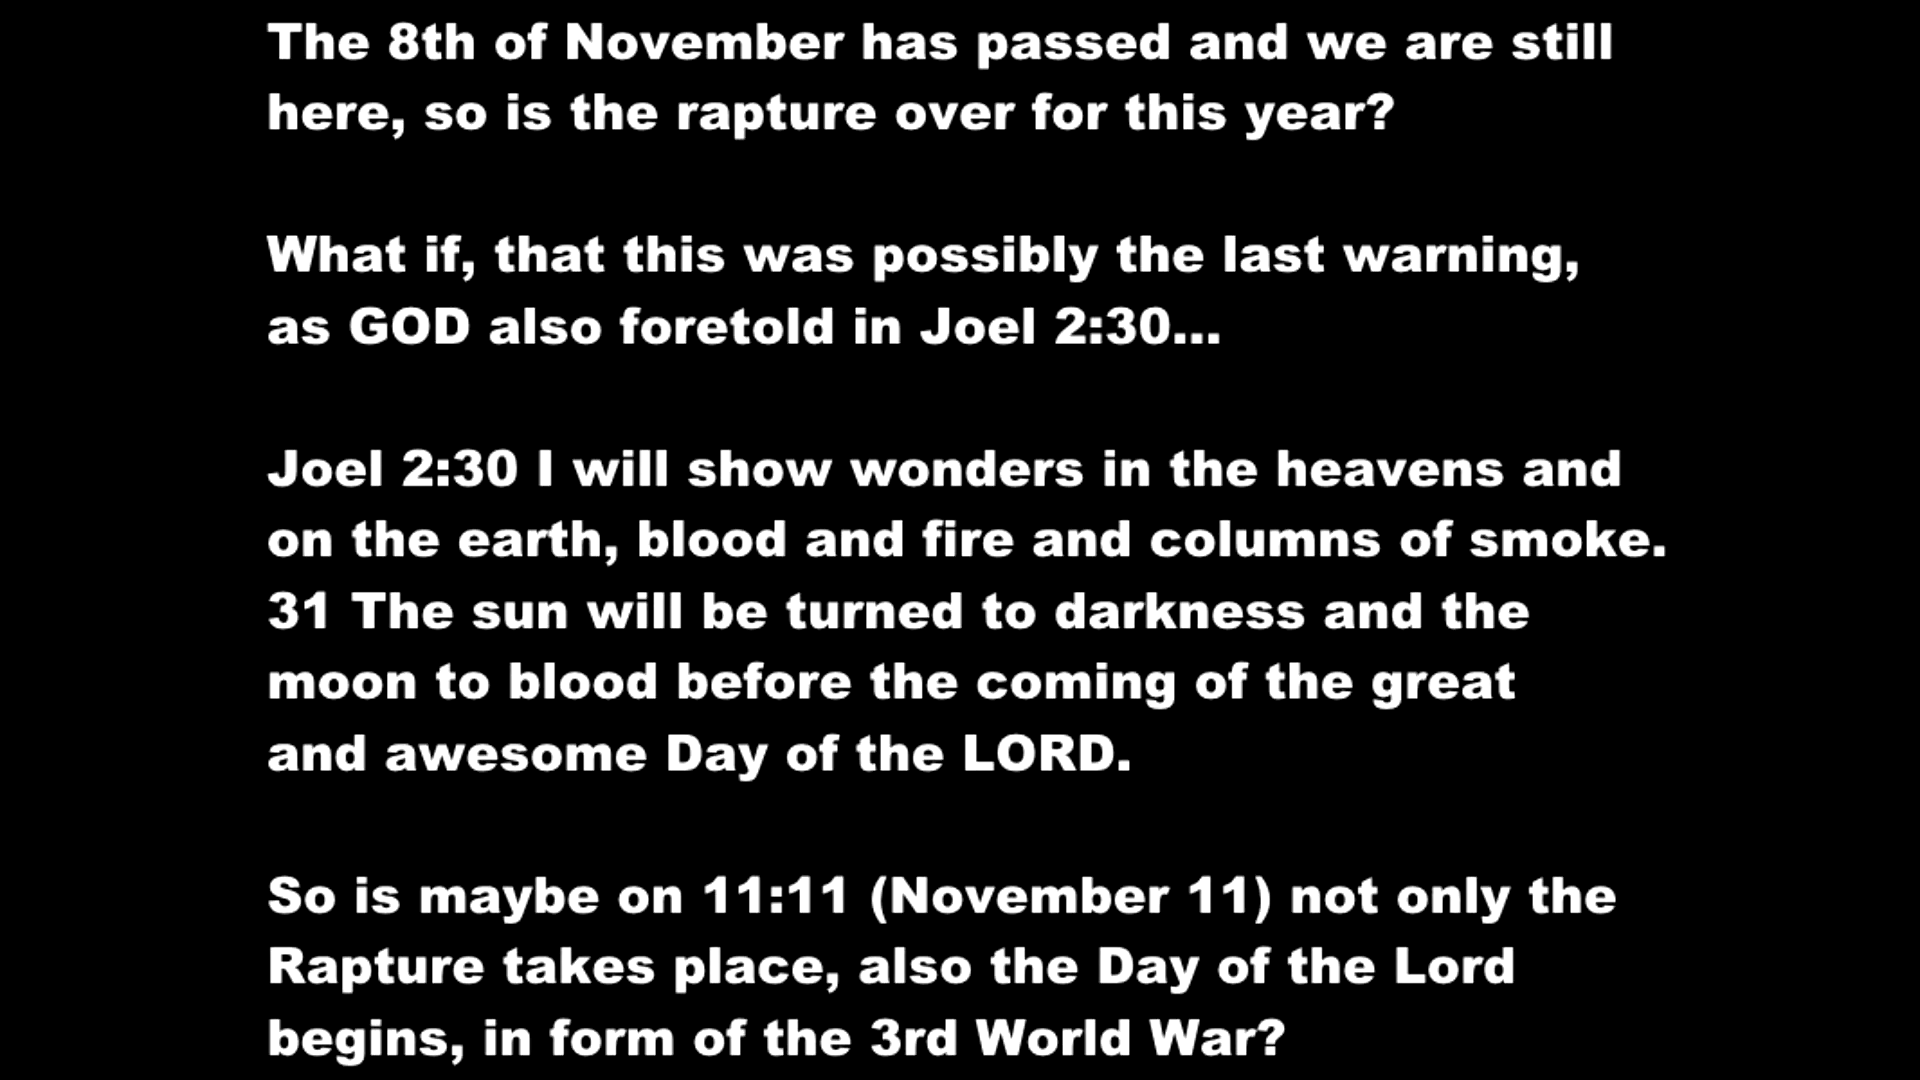 The 8th of November has passed and we are still
here, so is the rapture over for this year?
What if, that this was possibly the last warning,
as GOD also foretold in Joel 2:30...
Joel 2:30 I will show wonders in the heavens and
on the earth, blood and fire and columns of smoke.
31 The sun will be turned to darkness and the
moon to blood before the coming of the great
and awesome Day of the LORD.
So is maybe on 11:11 (November 11) not only the
Rapture takes place, also the Day of the Lord
begins, in form of the 3rd World War?